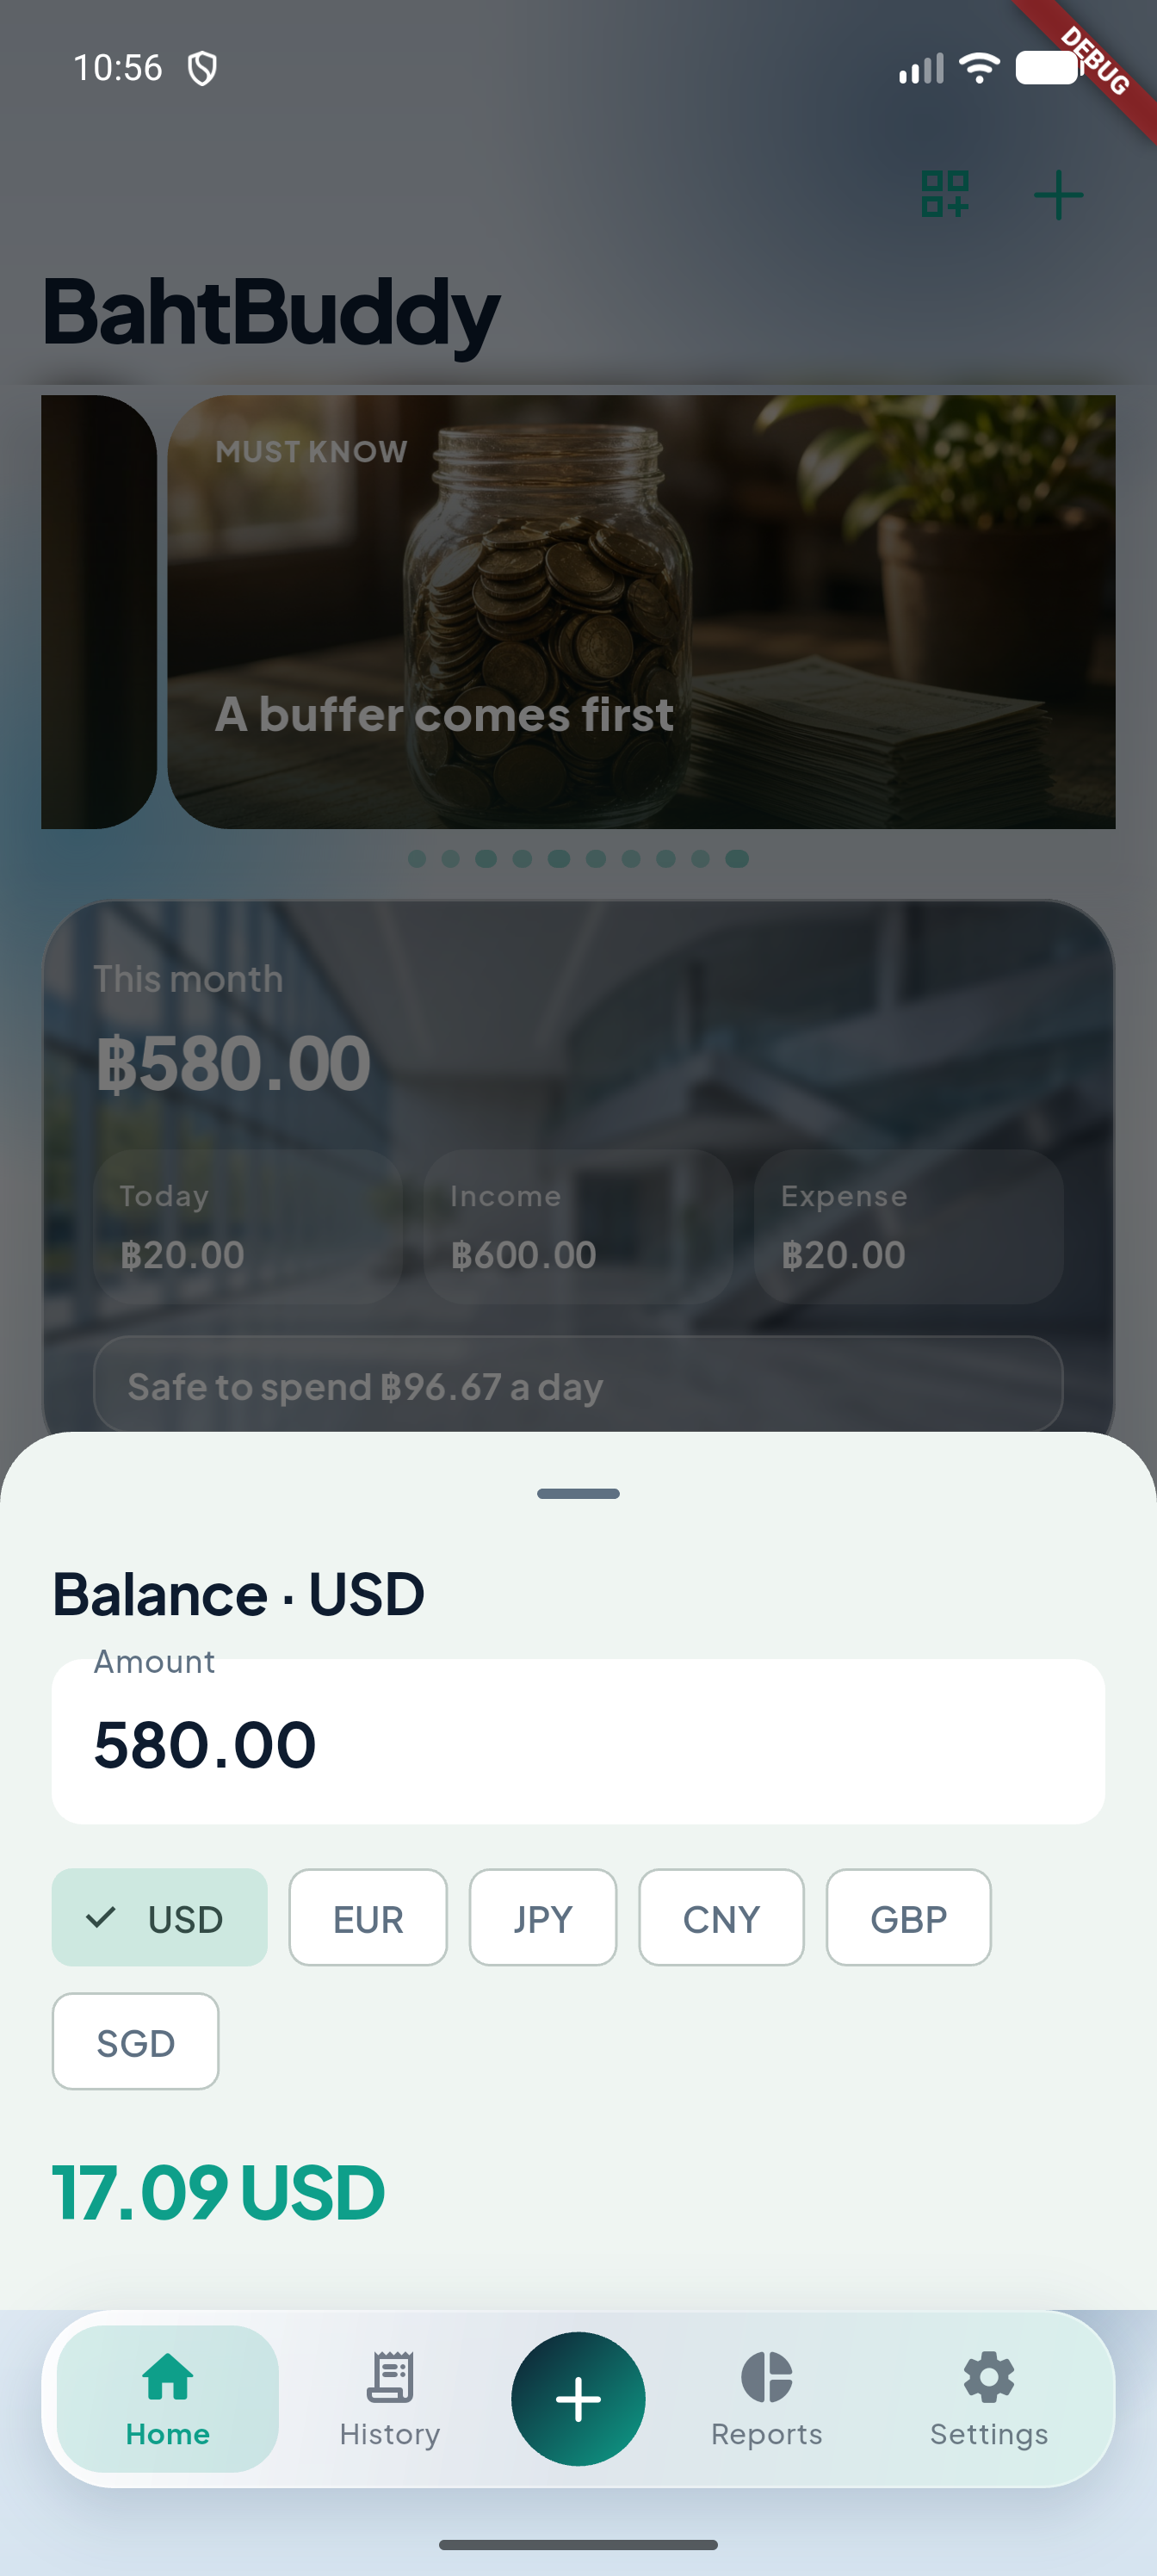 10:56
DEBUG
BahtBuddy
MUST KNOW
A buffer comes first
This month
฿580.00
Today
Income
Expense
฿20.00
฿600.00
฿20.00
Safe to spend ฿96.67 a day
Balance · USD
Amount
580.00
USD
EUR
JPY
CNY
GBP
SGD
17.09 USD
Home
History
Reports
Settings